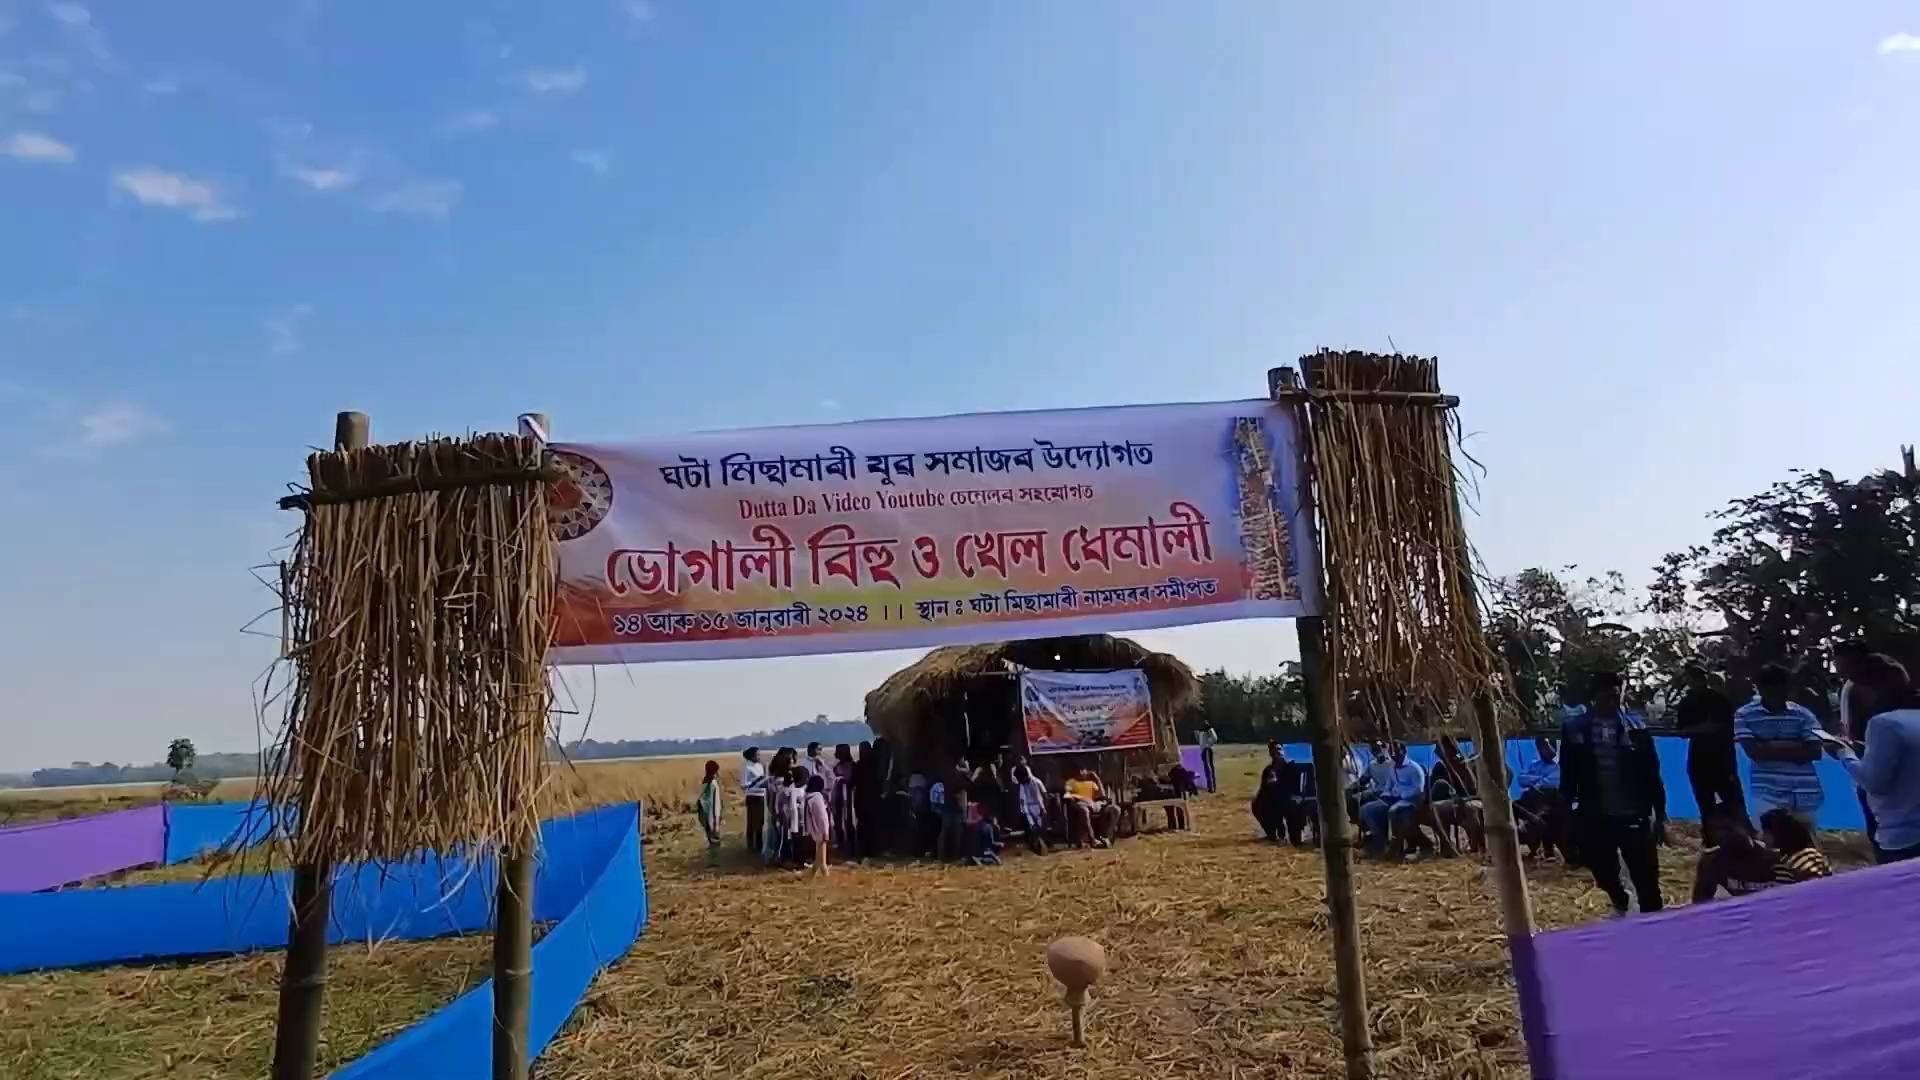 ঘটা মিছামাৰী যুৱ সমাজৰ উদ্যোগত
Dutta Da Video Youtube চেনেলৰ সহযোগত
ভোগালী বিহু ও খেল ধেমালী
১৪ আৰু ১৫ জানুৱাৰী ২০২৪ ।। স্থান ঃ ঘটা মিছামাৰী নামঘৰৰ সমীপত